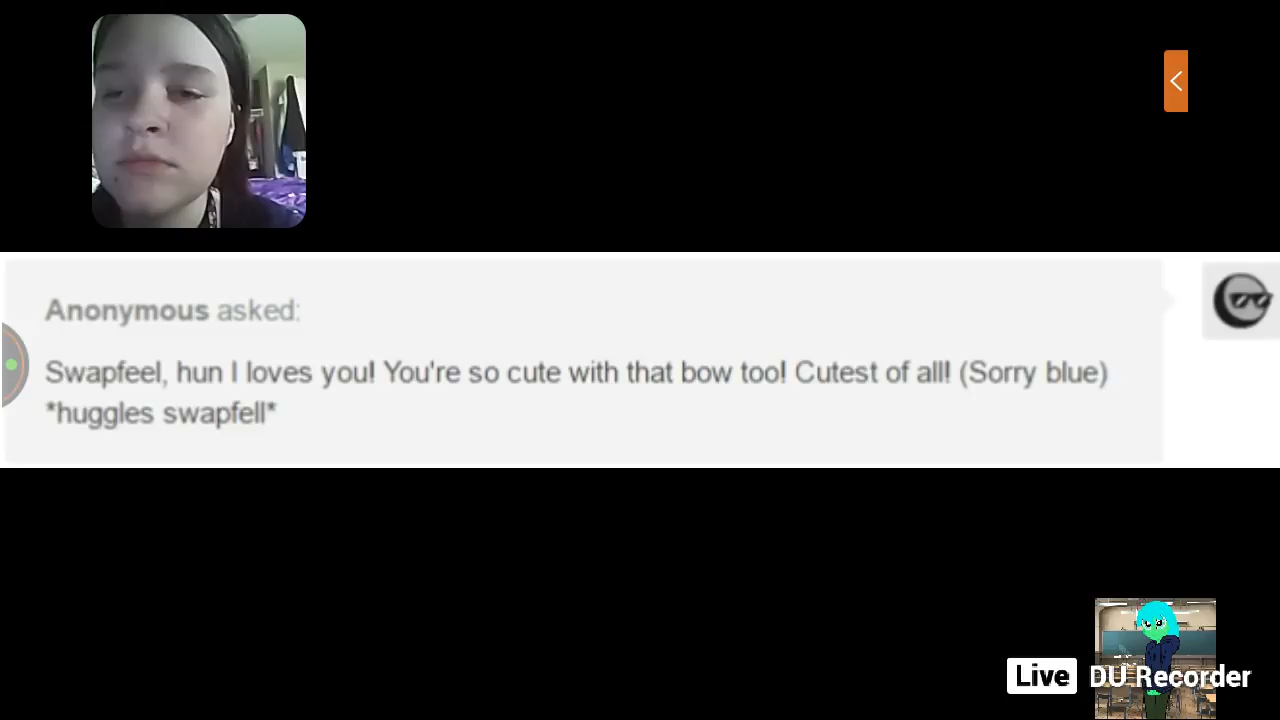 Anonymous asked:
Swapfeel, hun I loves you! You're so cute with that bow too! Cutest of all! (Sorry blue)
*huggles swapfell*
Live DU Recorder